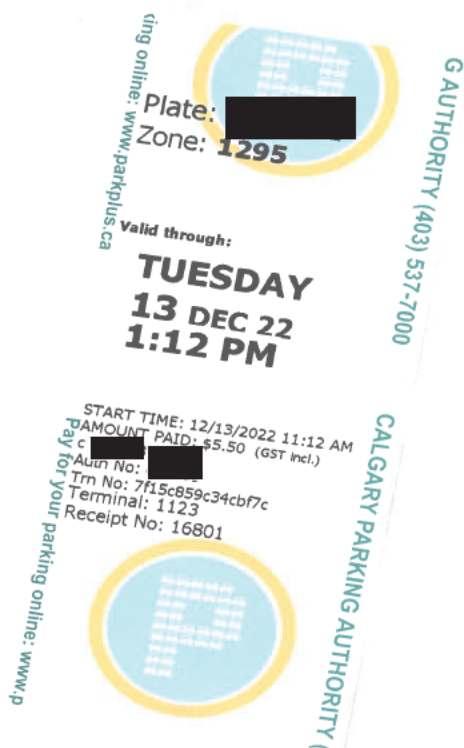 Plate:
Zone: 1295
Valid through:
TUESDAY
13 DEC 22
1:12 PM
START TIME: 12/13/2022 11:12 AM
AMOUNT PAID: $5.50 (GST incl.)
Auth No:
Trn No: 7f15c859c34cbf7c
Terminal: 1123
Receipt No: 16801
king online: www.parkplus.ca
Pay for your parking online: www.p
G AUTHORITY (403) 537-7000
CALGARY PARKING AUTHORITY (
P
P